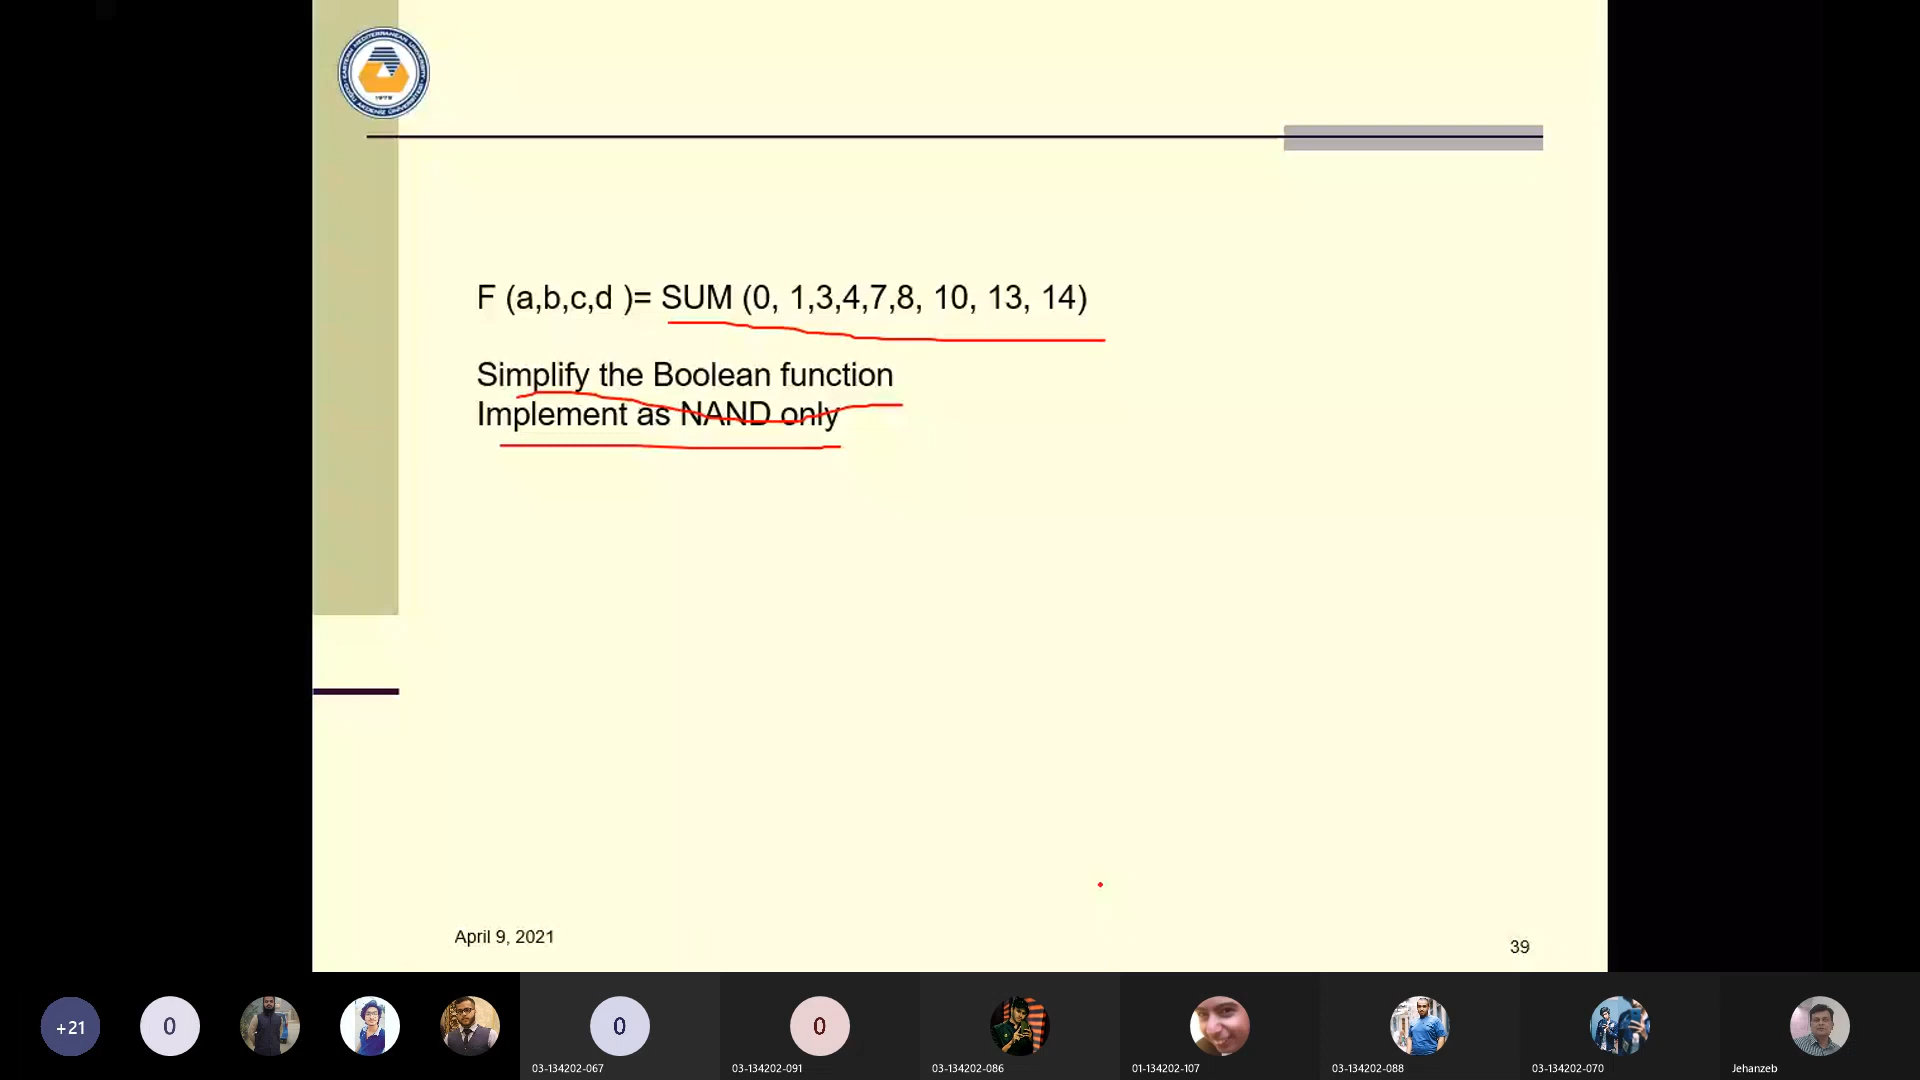 F (a,b,c,d )= SUM (0, 1,3,4,7,8, 10, 13, 14)
Simplify the Boolean function
Implement as NAND only
April 9, 2021
39
+21
0
0
03-134202-067
0
03-134202-091
03-134202-086
01-134202-107
03-134202-088
03-134202-070
Jehanzeb